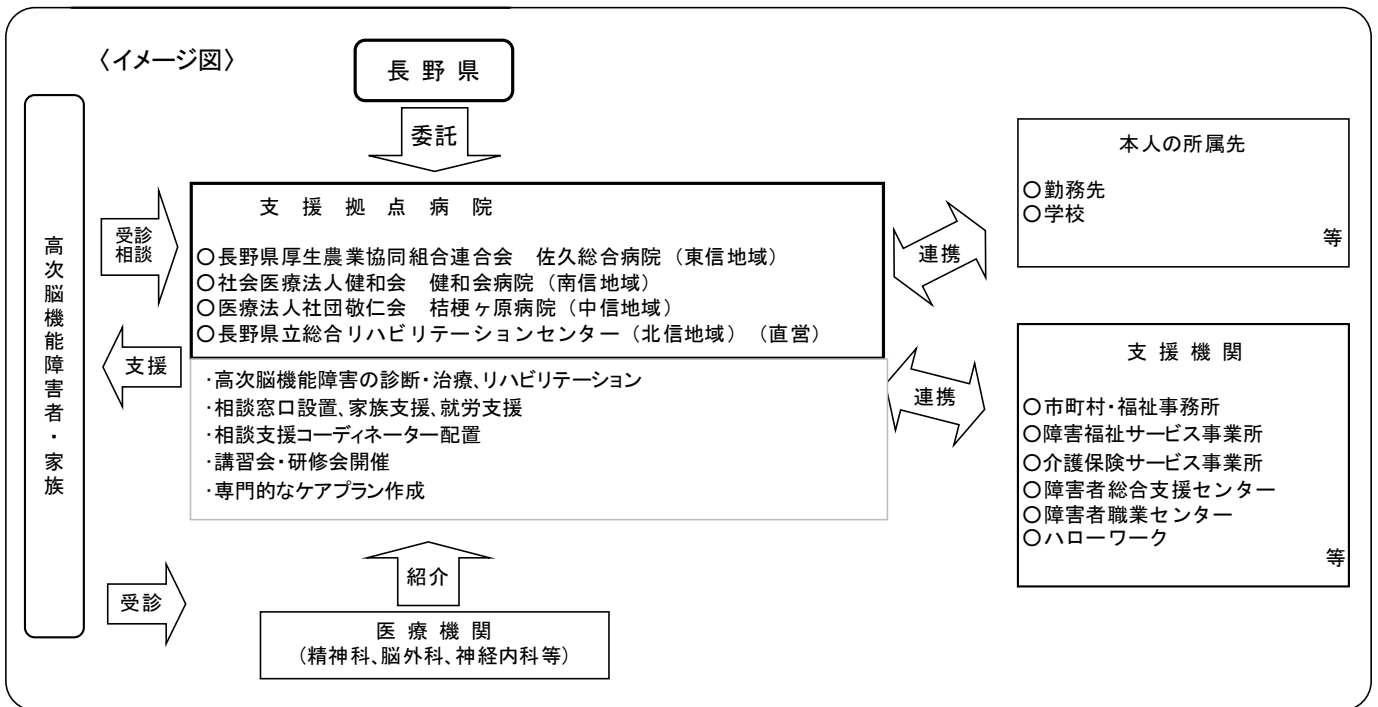 〈イメージ図〉
長野県
委託
高次脳機能障害者・家族
受診
相談
支援
受診
支援拠点病院
○長野県厚生農業協同組合連合会　佐久総合病院（東信地域）
○社会医療法人健和会　健和会病院（南信地域）
○医療法人社団敬仁会　桔梗ヶ原病院（中信地域）
○長野県立総合リハビリテーションセンター（北信地域）（直営）
・高次脳機能障害の診断・治療、リハビリテーション
・相談窓口設置、家族支援、就労支援
・相談支援コーディネーター配置
・講習会・研修会開催
・専門的なケアプラン作成
紹介
医療機関
（精神科、脳外科、神経内科等）
連携
本人の所属先
○勤務先
○学校
等
連携
支援機関
○市町村・福祉事務所
○障害福祉サービス事業所
○介護保険サービス事業所
○障害者総合支援センター
○障害者職業センター
○ハローワーク
等